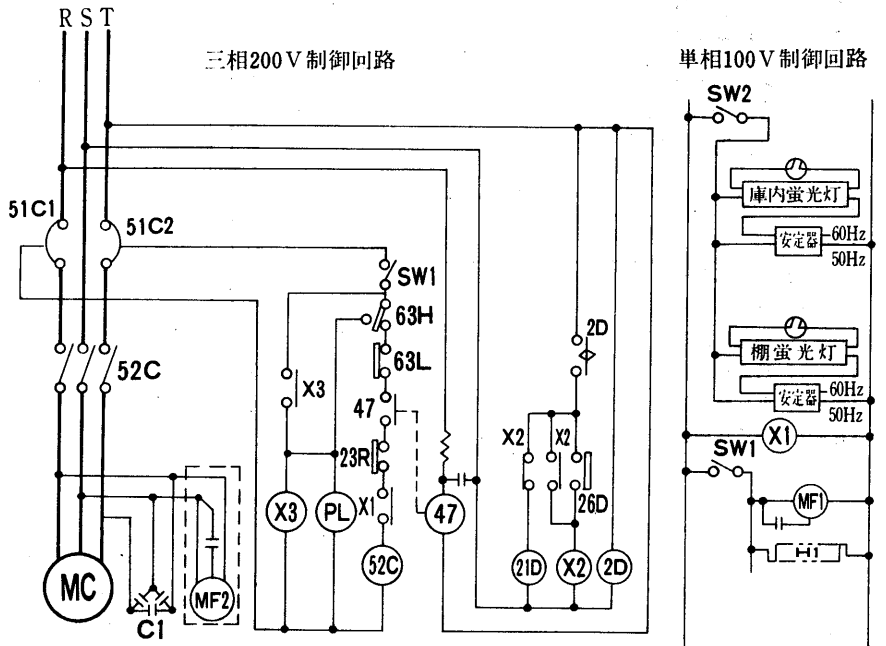 R S T
三相200V制御回路
単相100V制御回路
SW2
庫内蛍光灯
安定器
60Hz
50Hz
51C1
51C2
SW1
63H
63L
2D
52C
X3
47
棚蛍光灯
安定器
60Hz
50Hz
X2
X2
23R
26D
X1
SW1
X1
X3
PL
47
MF1
52C
21D
X2
2D
H1
MC
MF2
C1